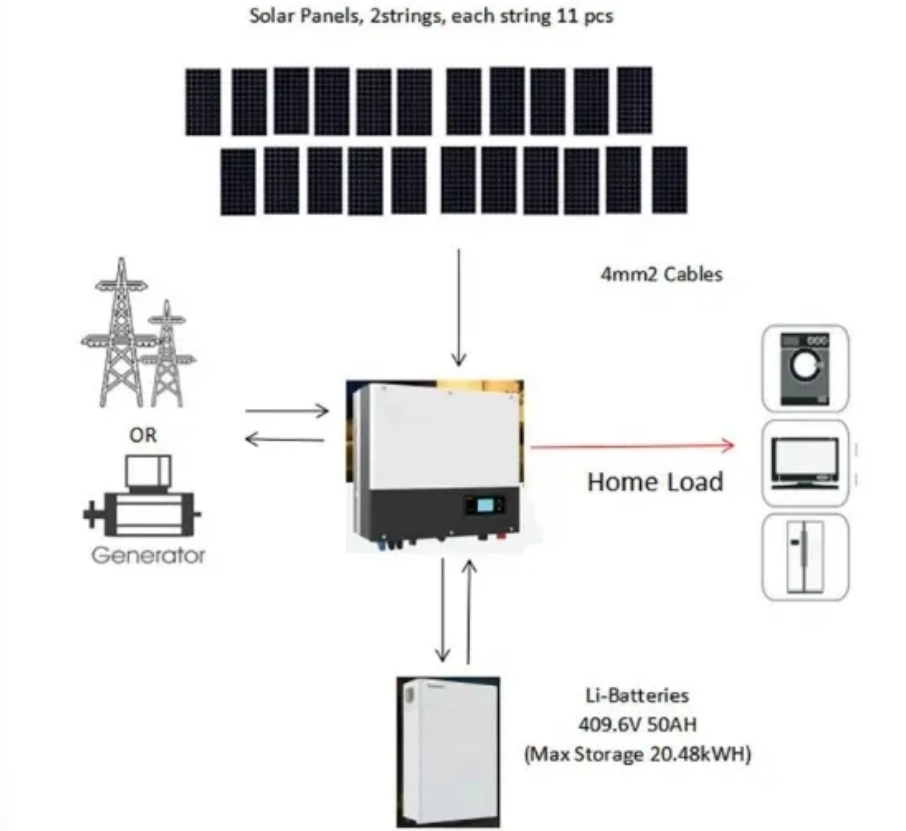 Solar Panels, 2strings, each string 11 pcs
4mm2 Cables
OR
Home Load
Generator
Li-Batteries
409.6V 50AH
(Max Storage 20.48kWH)